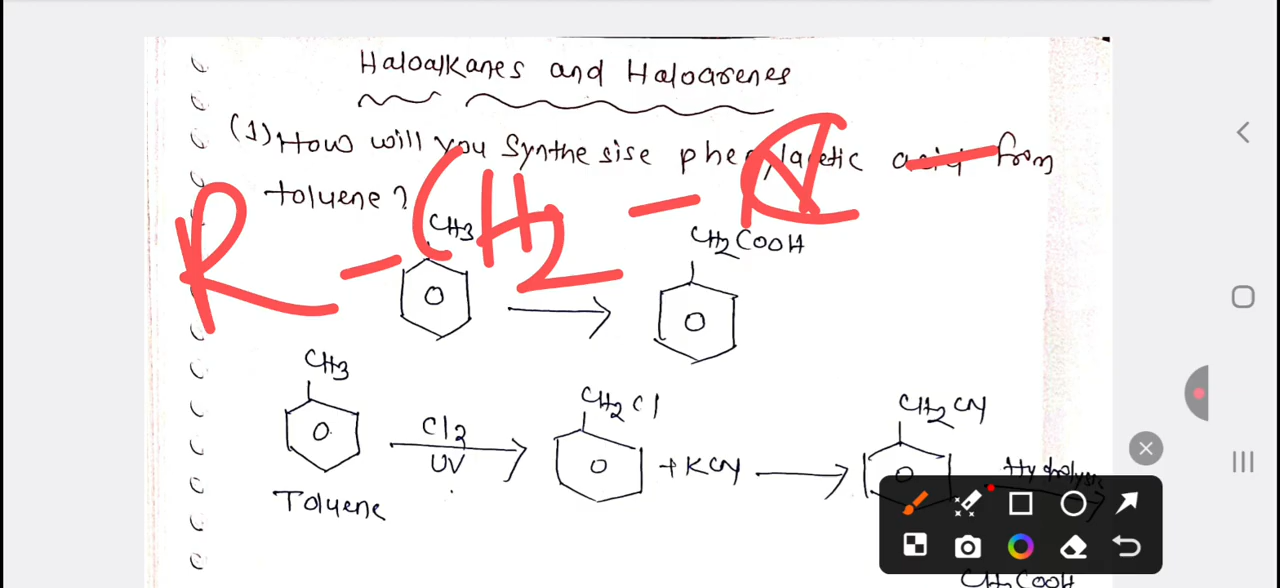 Haloalkanes and Haloarenes
(1) How will you Synthesise phenylacetic acid from
toluene?
R - CH2 -
CH3
CH2COOH
CH3
Cl2
UV
CH2Cl
+ KCN
CH2CN
Hydrolysis
Toluene
CH2COOH